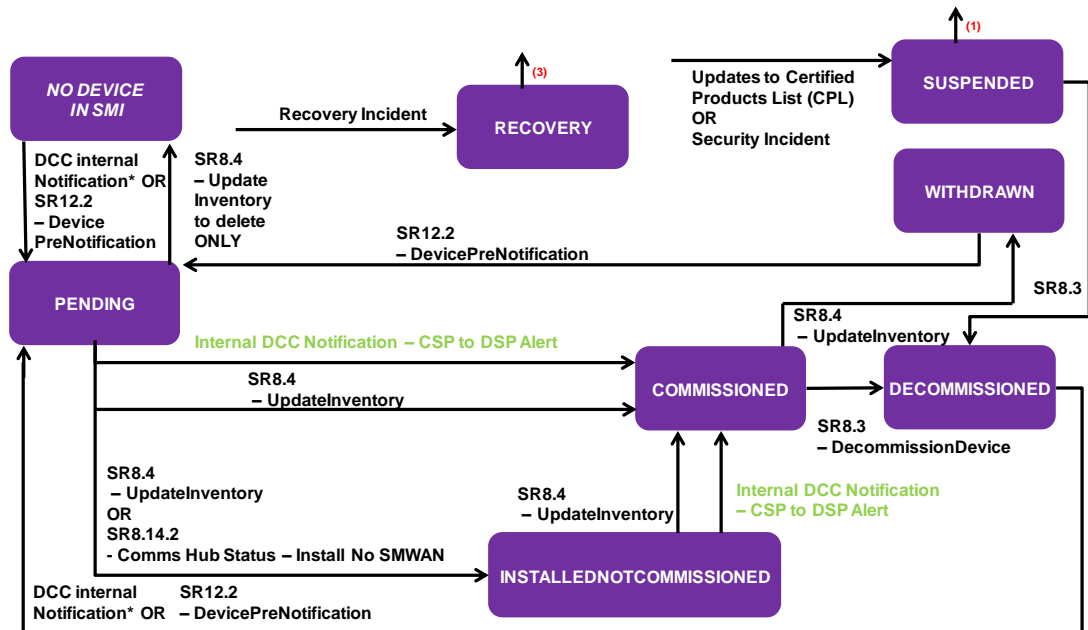 (1)
NO DEVICE
IN SMI
(3)
SUSPENDED
Updates to Certified
Products List (CPL)
OR
Security Incident
Recovery Incident
RECOVERY
DCC internal
Notification* OR
SR12.2
– Device
PreNotification
SR8.4
– Update
Inventory
to delete
ONLY
WITHDRAWN
SR12.2
– DevicePreNotification
SR8.3
PENDING
SR8.4
– UpdateInventory
Internal DCC Notification – CSP to DSP Alert
SR8.4
– UpdateInventory
COMMISSIONED
DECOMMISSIONED
SR8.3
– DecommissionDevice
SR8.4
– UpdateInventory
OR
SR8.14.2
- Comms Hub Status – Install No SMWAN
SR8.4
– UpdateInventory
Internal DCC Notification
– CSP to DSP Alert
INSTALLEDNOTCOMMISSIONED
DCC internal
Notification* OR
SR12.2
– DevicePreNotification